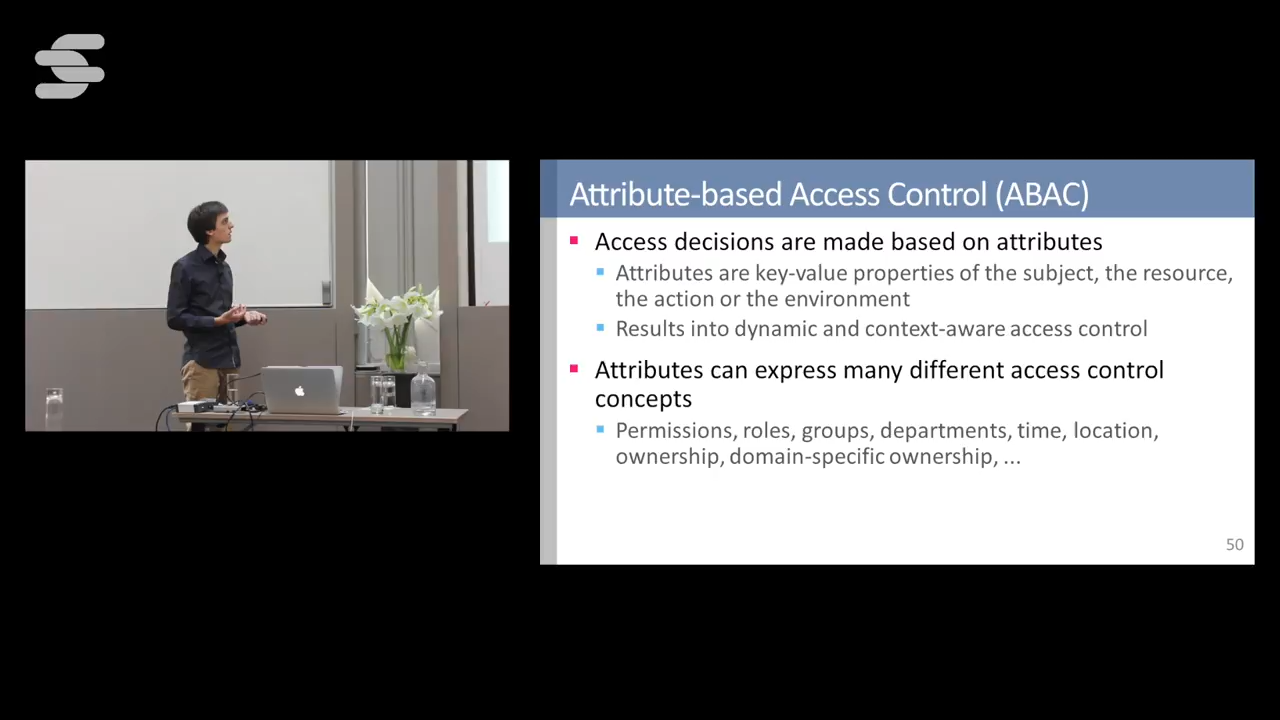 Attribute-based Access Control (ABAC)
Access decisions are made based on attributes
Attributes are key-value properties of the subject, the resource,
the action or the environment
Results into dynamic and context-aware access control
Attributes can express many different access control
concepts
Permissions, roles, groups, departments, time, location,
ownership, domain-specific ownership, ...
50